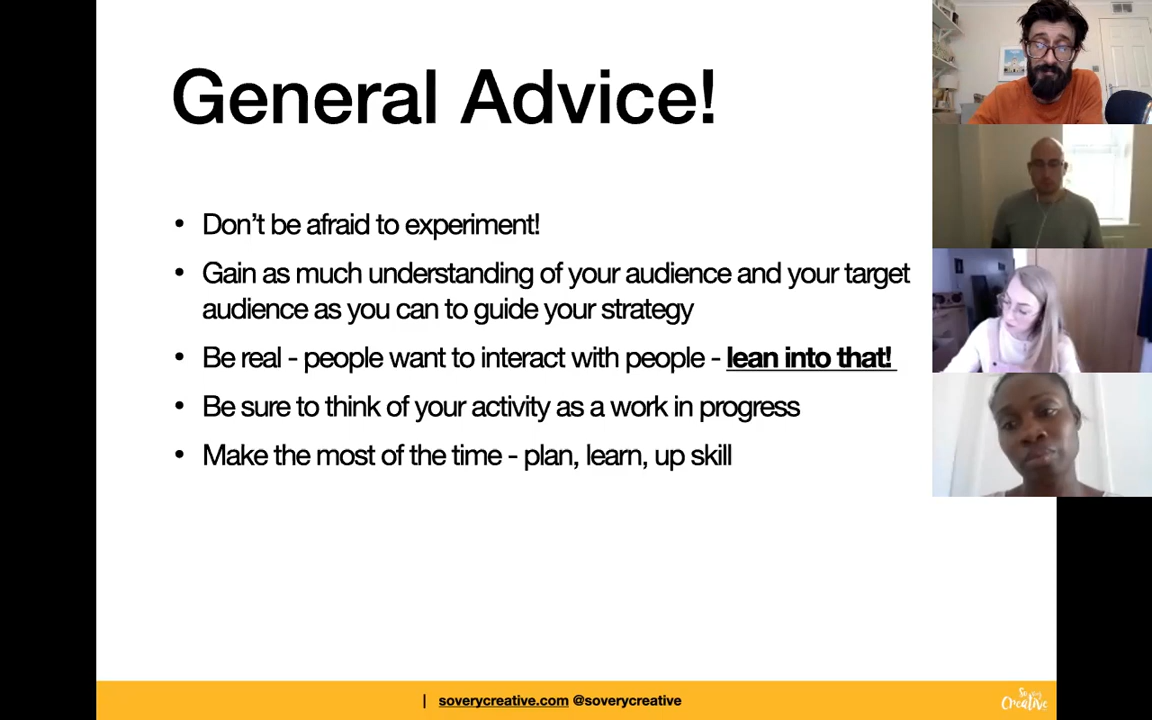 General Advice!
• Don't be afraid to experiment!
• Gain as much understanding of your audience and your target
audience as you can to guide your strategy
• Be real - people want to interact with people - lean into that!
• Be sure to think of your activity as a work in progress
• Make the most of the time - plan, learn, up skill
| soverycreative.com @soverycreative
So very
Creative